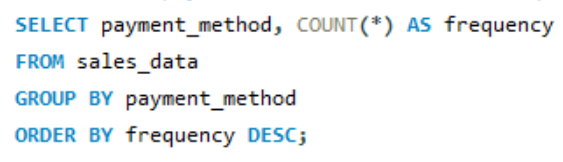 SELECT payment_method, COUNT(*) AS frequency
FROM sales_data
GROUP BY payment_method
ORDER BY frequency DESC;